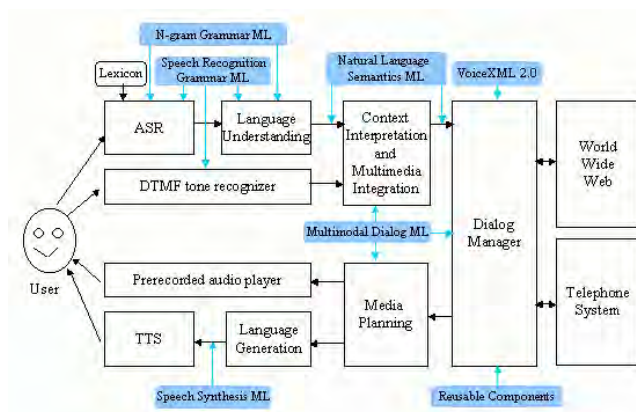 N-gram Grammar ML
Speech Recognition
Grammar ML
Natural Language
Semantics ML
VoiceXML 2.0
Lexicon
ASR
Language
Understanding
Context
Interpretation
and
Multimedia
Integration
World
Wide
Web
DTMF tone recognizer
Multimodal Dialog ML
Dialog
Manager
User
Prerecorded audio player
Media
Planning
Telephone
System
TTS
Language
Generation
Speech Synthesis ML
Reusable Components